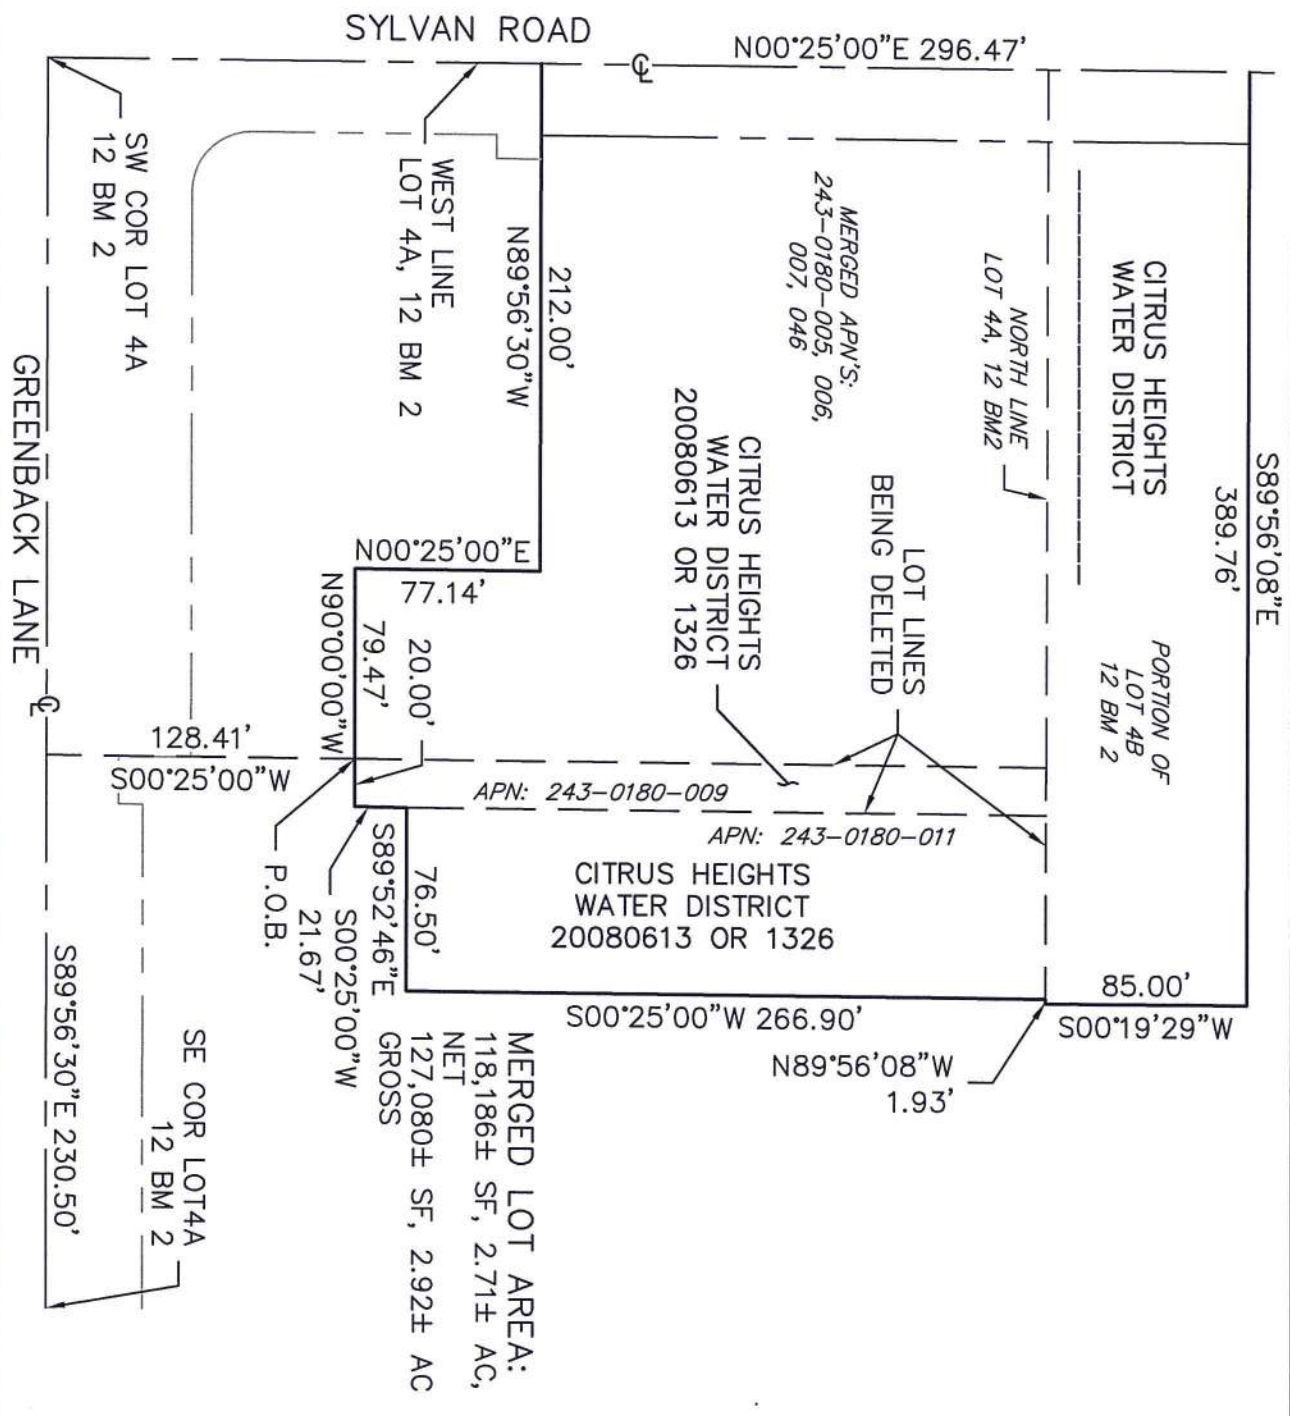 SYLVAN ROAD
N00°25'00"E 296.47'
℄
SW COR LOT 4A
12 BM 2
WEST LINE
LOT 4A, 12 BM 2
212.00'
N89°56'30"W
MERGED APN'S:
243-0180-005, 006,
007, 046
NORTH LINE
LOT 4A, 12 BM2
CITRUS HEIGHTS
WATER DISTRICT
S89°56'08"E
389.76'
CITRUS HEIGHTS
WATER DISTRICT
20080613 OR 1326
LOT LINES
BEING DELETED
PORTION OF
LOT 4B
12 BM 2
GREENBACK LANE
℄
N00°25'00"E
77.14'
79.47'
N90°00'00"W
20.00'
128.41'
S00°25'00"W
APN: 243-0180-009
APN: 243-0180-011
P.O.B.
S00°25'00"W
21.67'
76.50'
S89°52'46"E
CITRUS HEIGHTS
WATER DISTRICT
20080613 OR 1326
S00°25'00"W 266.90'
85.00'
S00°19'29"W
N89°56'08"W
1.93'
S89°56'30"E 230.50'
SE COR LOT4A
12 BM 2
MERGED LOT AREA:
118,186± SF, 2.71± AC,
NET
127,080± SF, 2.92± AC
GROSS